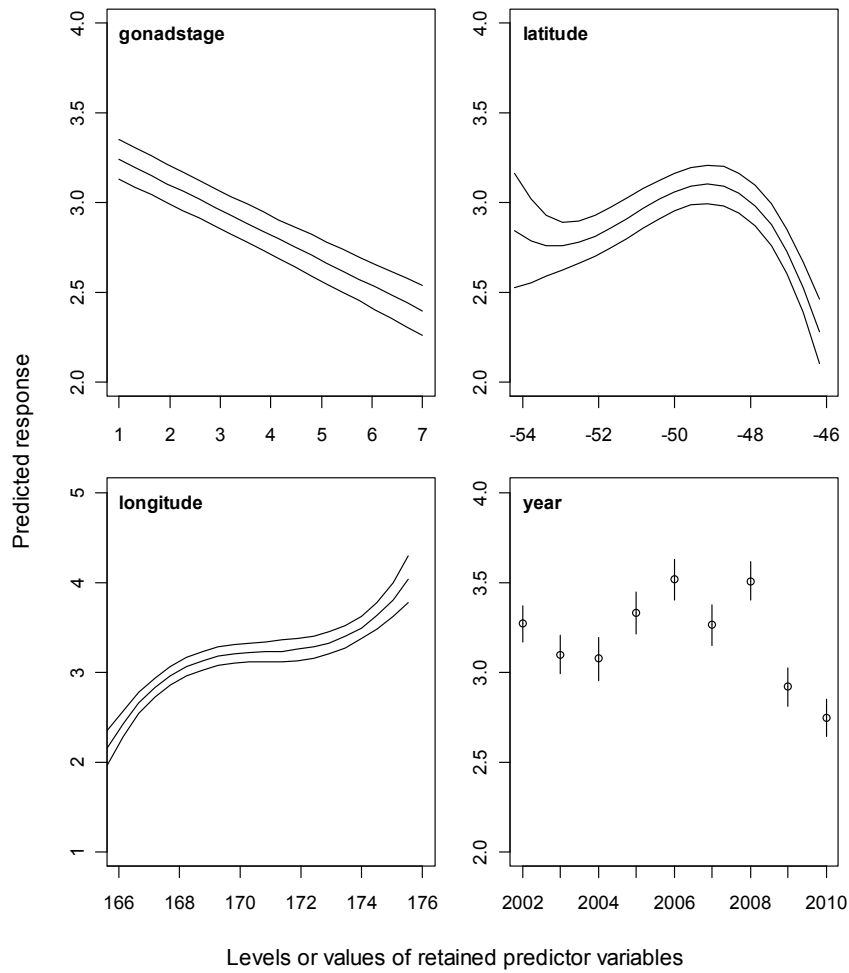 gonadstage
4.0
3.5
3.0
2.5
2.0
1 2 3 4 5 6 7
latitude
4.0
3.5
3.0
2.5
2.0
-54 -52 -50 -48 -46
Predicted response
longitude
5
4
3
2
1
166 168 170 172 174 176
year
4.0
3.5
3.0
2.5
2.0
2002 2004 2006 2008 2010
Levels or values of retained predictor variables